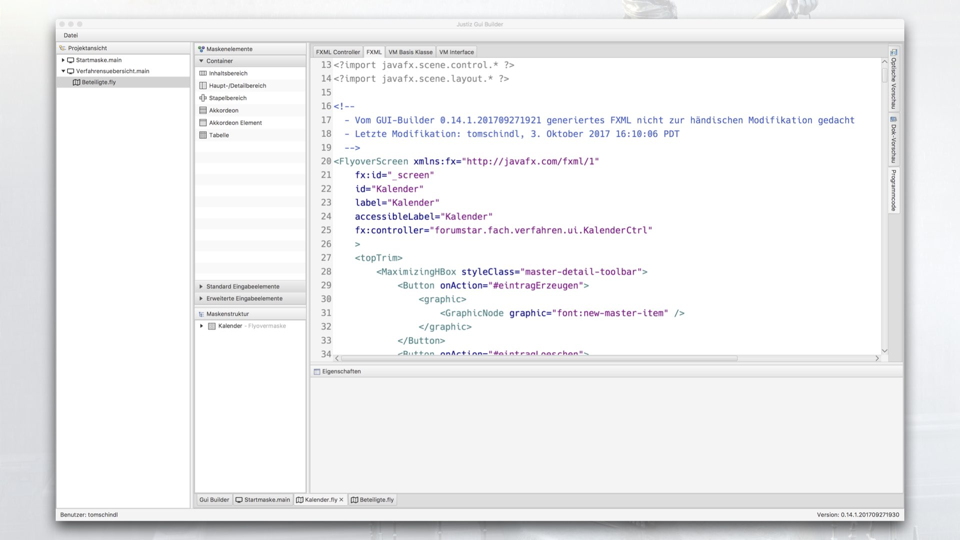 Justiz Gui Builder
Datei
Projektansicht
Startmaske.main
Verfahrensuebersicht.main
Beteiligte.fly
Maskenelemente
Container
Inhaltsbereich
Haupt-/Detailbereich
Stapelbereich
Akkordeon
Akkordeon Element
Tabelle
Standard Eingabeelemente
Erweiterte Eingabeelemente
Maskenstruktur
Kalender - Flyovermaske
FXML Controller FXML VM Basis Klasse VM Interface
13 <?import javafx.scene.control.* ?>
14 <?import javafx.scene.layout.* ?>
15
16 <!--
17 - Vom GUI-Builder 0.14.1.201709271921 generiertes FXML nicht zur händischen Modifikation gedacht
18 - Letzte Modifikation: tomschindl, 3. Oktober 2017 16:10:06 PDT
19 -->
20 <FlyoverScreen xmlns:fx="http://javafx.com/fxml/1"
21 fx:id="_screen"
22 id="Kalender"
23 label="Kalender"
24 accessibleLabel="Kalender"
25 fx:controller="forumstar.fach.verfahren.ui.KalenderCtrl"
26 >
27 <topTrim>
28 <MaximizingHBox styleClass="master-detail-toolbar">
29 <Button onAction="#eintragErzeugen">
30 <graphic>
31 <GraphicNode graphic="font:new-master-item" />
32 </graphic>
33 </Button>
34 <Button onAction="#eintragLoeschen">
Optische Vorschau
Dok-Vorschau
Programmcode
Eigenschaften
Gui Builder Startmaske.main Kalender.fly Beteiligte.fly
Benutzer: tomschindl
Version: 0.14.1.201709271930